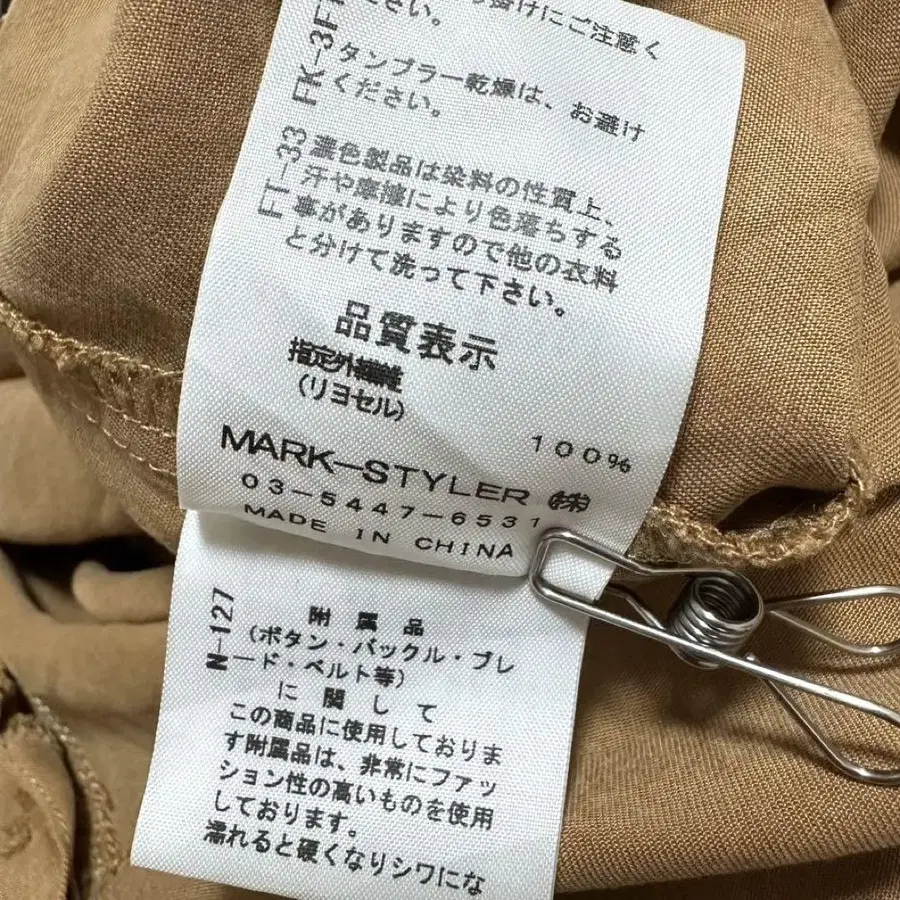 掛けにご注意く
ださい。
FK-3
タンブラー乾燥は、お避け
ください。
FT-33
濃色製品は染料の性質上、
汗や摩擦により色落ちする
事がありますので他の衣料
と分けて洗って下さい。
品質表示
指定外繊維
(リヨセル)
100%
MARK-STYLER ㈱
03-5447-6531
MADE IN CHINA
N-127
附属品
(ボタン・バックル・ブレ
ード・ベルト等)
に関して
この商品に使用しておりま
す附属品は、非常にファッ
ション性の高いものを使用
しております。
濡れると硬くなりシワにな